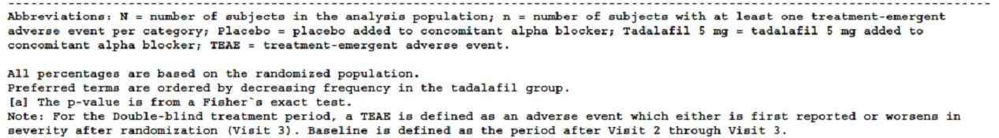 Abbreviations: N = number of subjects in the analysis population; n = number of subjects with at least one treatment-emergent
adverse event per category; Placebo = placebo added to concomitant alpha blocker; Tadalafil 5 mg = tadalafil 5 mg added to
concomitant alpha blocker; TEAE = treatment-emergent adverse event.
All percentages are based on the randomized population.
Preferred terms are ordered by decreasing frequency in the tadalafil group.
[a] The p-value is from a Fisher`s exact test.
Note: For the Double-blind treatment period, a TEAE is defined as an adverse event which either is first reported or worsens in
severity after randomization (Visit 3). Baseline is defined as the period after Visit 2 through Visit 3.